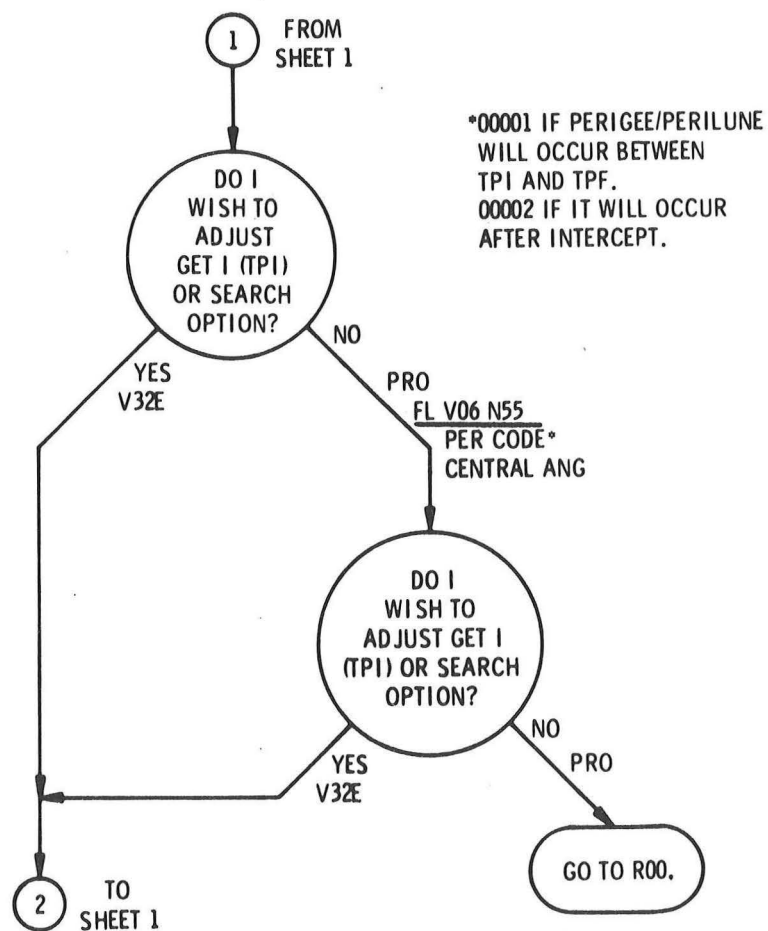 1
FROM
SHEET 1
*00001 IF PERIGEE/PERILUNE
WILL OCCUR BETWEEN
TPI AND TPF.
00002 IF IT WILL OCCUR
AFTER INTERCEPT.
DO I
WISH TO
ADJUST
GET I (TPI)
OR SEARCH
OPTION?
YES
V32E
NO
PRO
FL V06 N55
PER CODE*
CENTRAL ANG
DO I
WISH TO
ADJUST GET I
(TPI) OR SEARCH
OPTION?
YES
V32E
NO
PRO
GO TO R00.
2
TO
SHEET 1